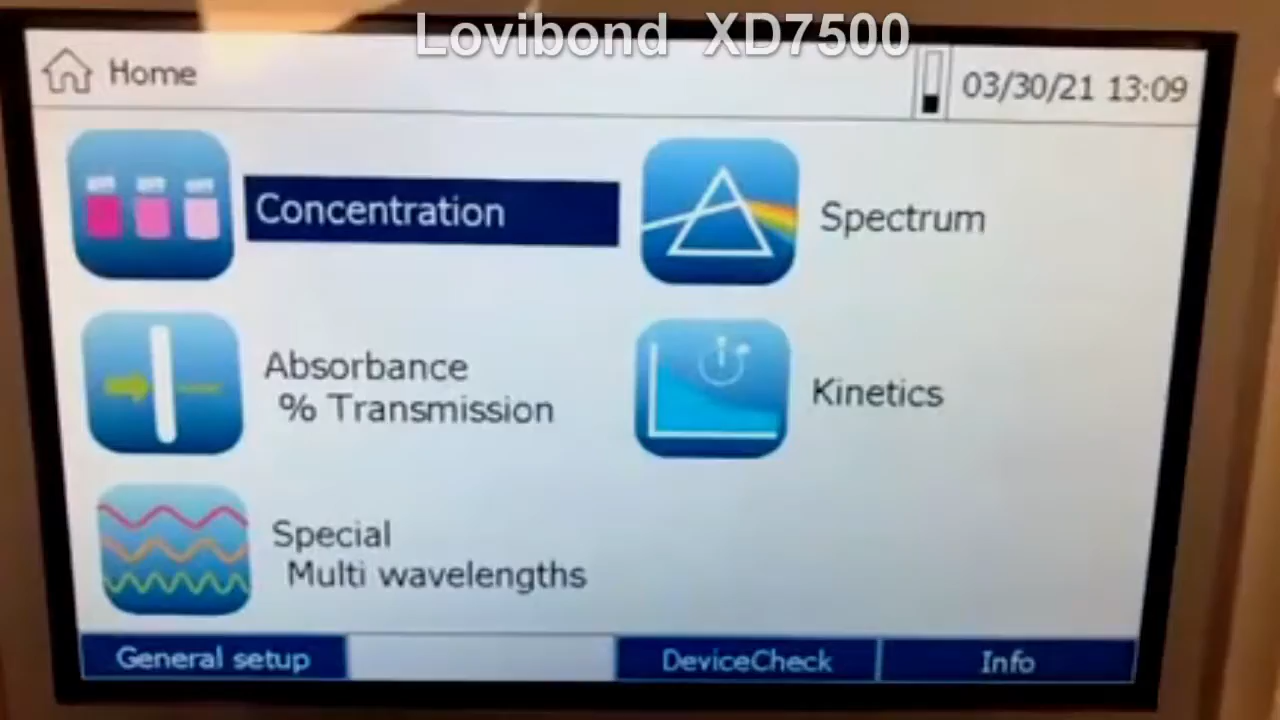 Lovibond XD7500
Home
03/30/21 13:09
Concentration
Spectrum
Absorbance
% Transmission
Kinetics
Special
Multi wavelengths
General setup
DeviceCheck
Info